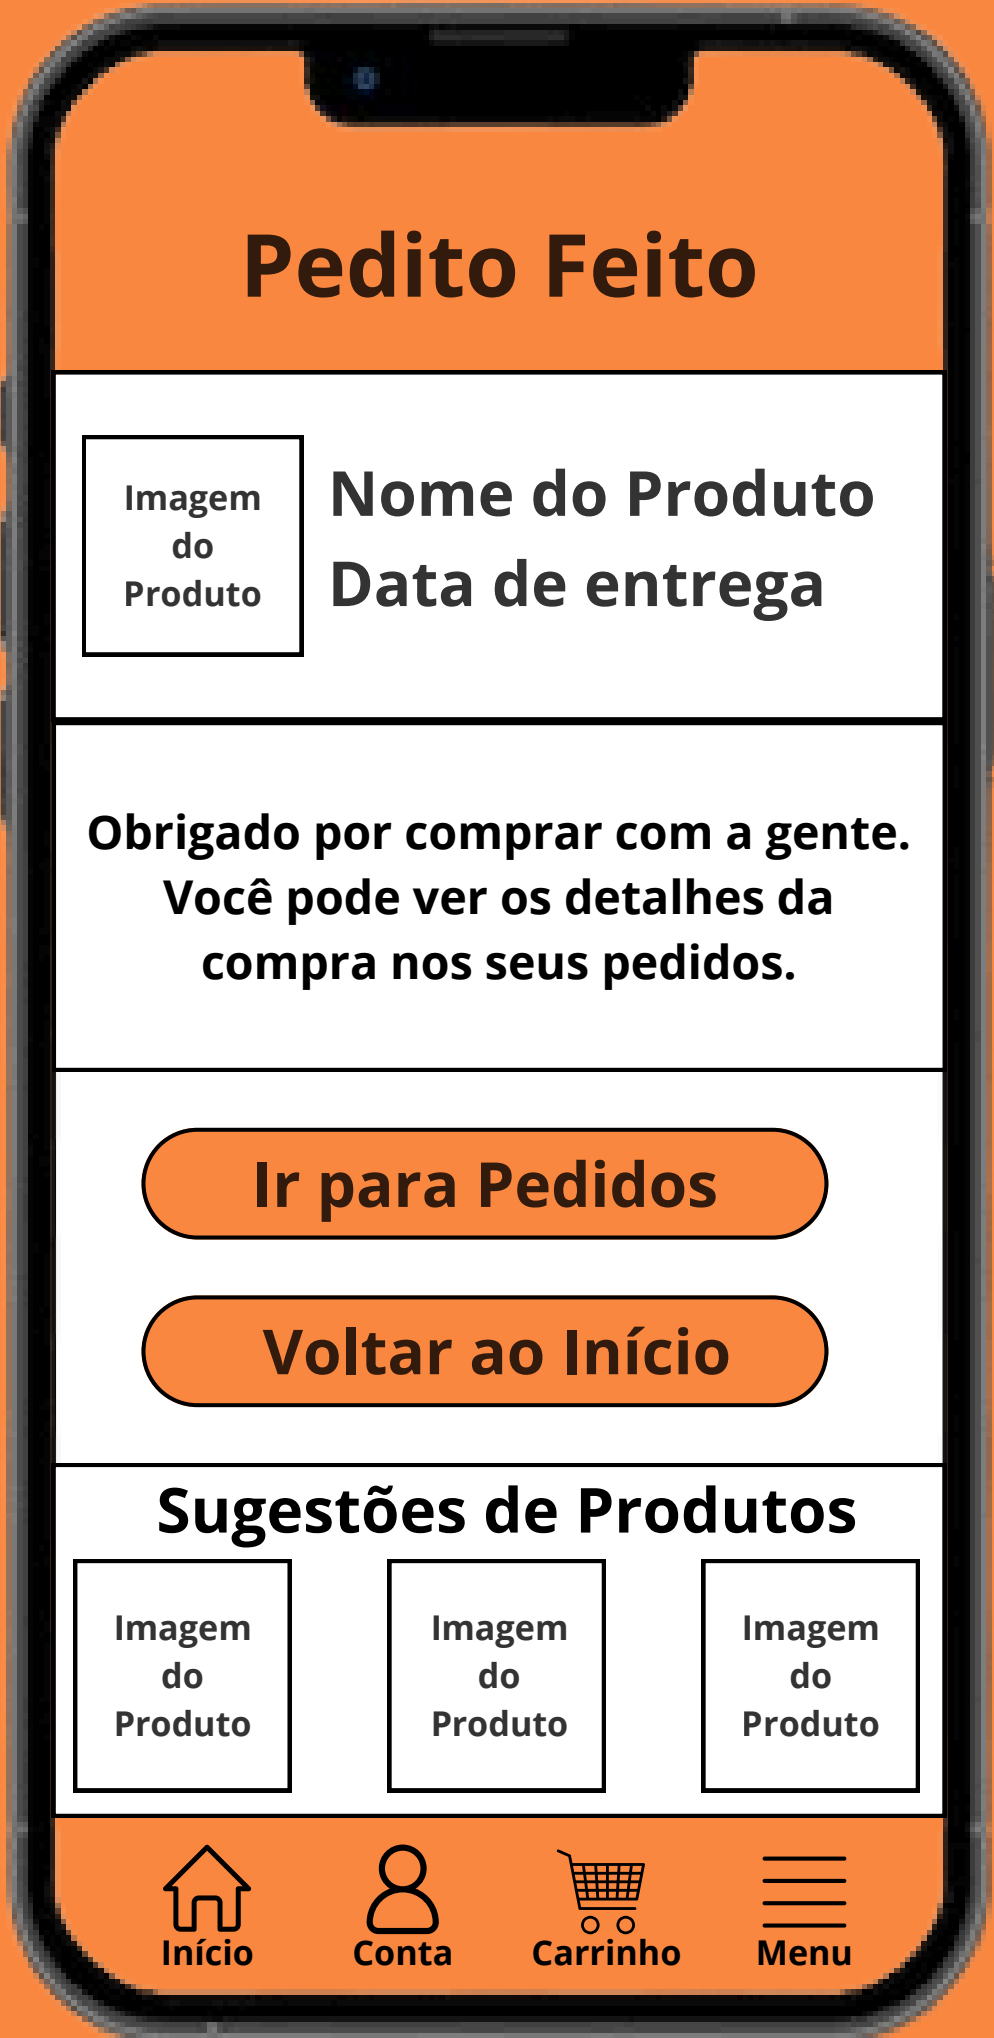 Pedito Feito
Imagem
do
Produto
Nome do Produto
Data de entrega
Obrigado por comprar com a gente.
Você pode ver os detalhes da
compra nos seus pedidos.
Ir para Pedidos
Voltar ao Início
Sugestões de Produtos
Imagem
do
Produto
Imagem
do
Produto
Imagem
do
Produto
Início
Conta
Carrinho
Menu